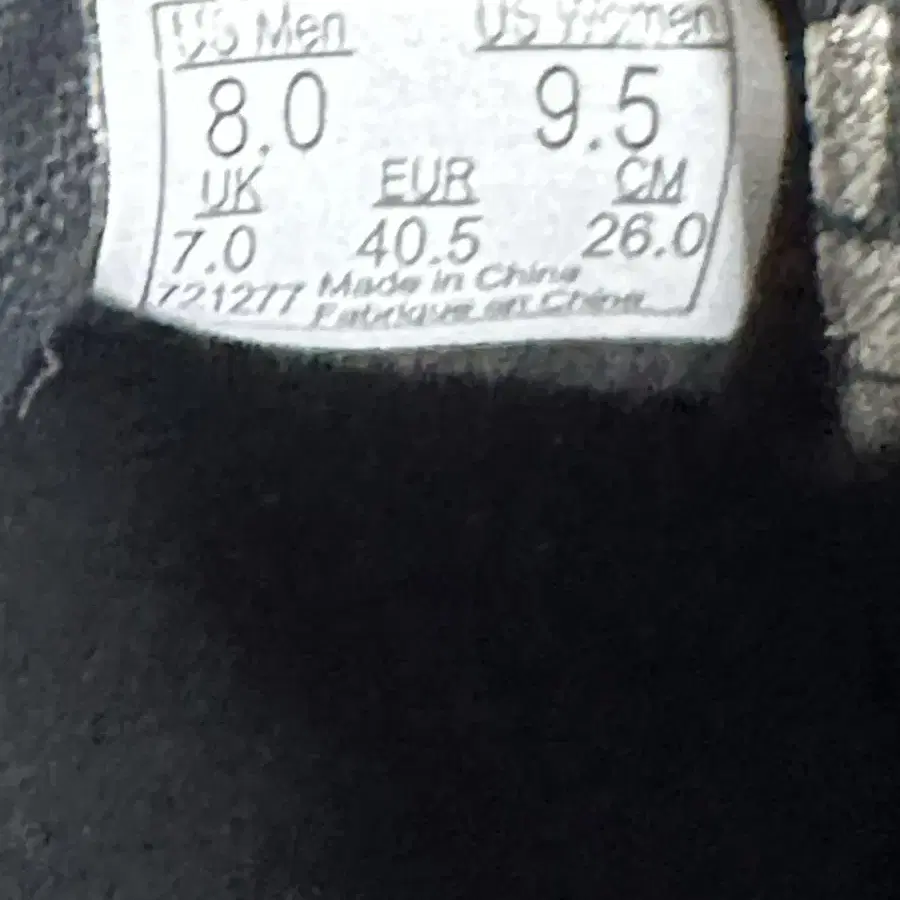 US Men US Women
8.0 9.5
UK EUR CM
7.0 40.5 26.0
721277 Made in China
Fabrique en Chine